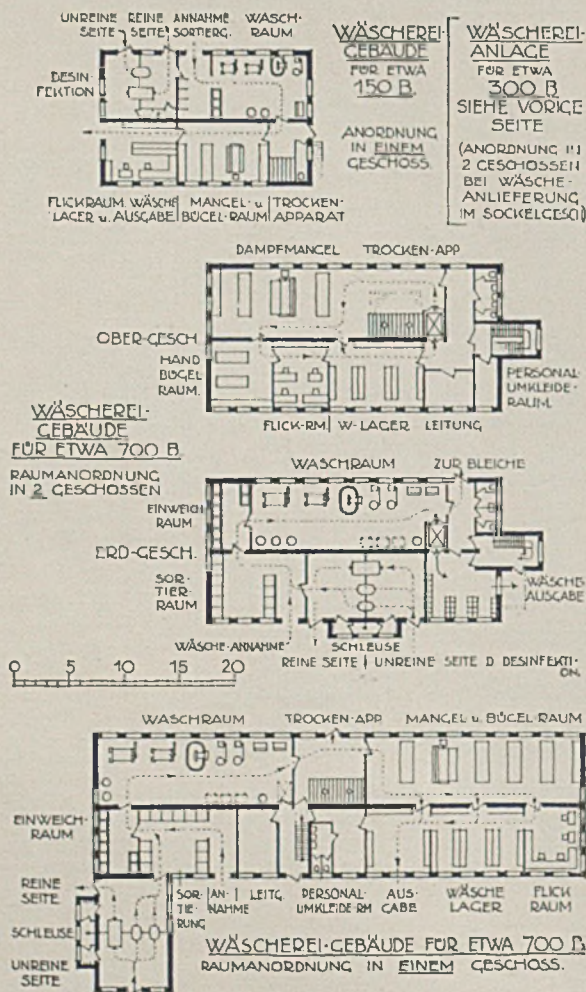 UNREINE REINE ANNAHME WASCH-
SEITE SEITE SORTIERG. RAUM
DESIN-
FEKTION
FLICKRAUM WÄSCHE MANGEL- u. TROCKEN-
LAGER u. AUSGABE BÜGEL-RAUM APPARAT
WÄSCHEREI-
GEBÄUDE
FÜR ETWA
150 B.
ANORDNUNG
IN EINEM
GESCHOSS.
WÄSCHEREI-
ANLAGE
FÜR ETWA
300 B
SIEHE VORIGE
SEITE
(ANORDNUNG IN
2 GESCHOSSEN
BEI WÄSCHE-
ANLIEFERUNG
IM SOCKELGESCH)
DAMPFMANGEL TROCKEN-APP
OBER-GESCH.
HAND
BÜGEL
RAUM.
PERSONAL-
UMKLEIDE-
RAUM.
FLICK-RM W-LAGER LEITUNG
WÄSCHEREI-
GEBÄUDE
FÜR ETWA 700 B
RAUMANORDNUNG
IN 2 GESCHOSSEN
WASCHRAUM ZUR BLEICHE
EINWEICH
RAUM
ERD-GESCH.
SOR-
TIER-
RAUM
WÄSCHE-
AUSGABE
WÄSCHE-ANNAHME SCHLEUSE
REINE SEITE UNREINE SEITE D DESINFEKTI-
ON.
0 5 10 15 20
WASCHRAUM TROCKEN-APP MANGEL u BÜGEL-RAUM
EINWEICH-
RAUM
REINE
SEITE
SCHLEUSE
UNREINE
SEITE
SOR- AN- LEITG. PERSONAL- AUS- WÄSCHE FLICK
TIE- NAHME UMKLEIDE-RM GABE LAGER RAUM
RUNG
WÄSCHEREI-GEBÄUDE FÜR ETWA 700 B.
RAUMANORDNUNG IN EINEM GESCHOSS.